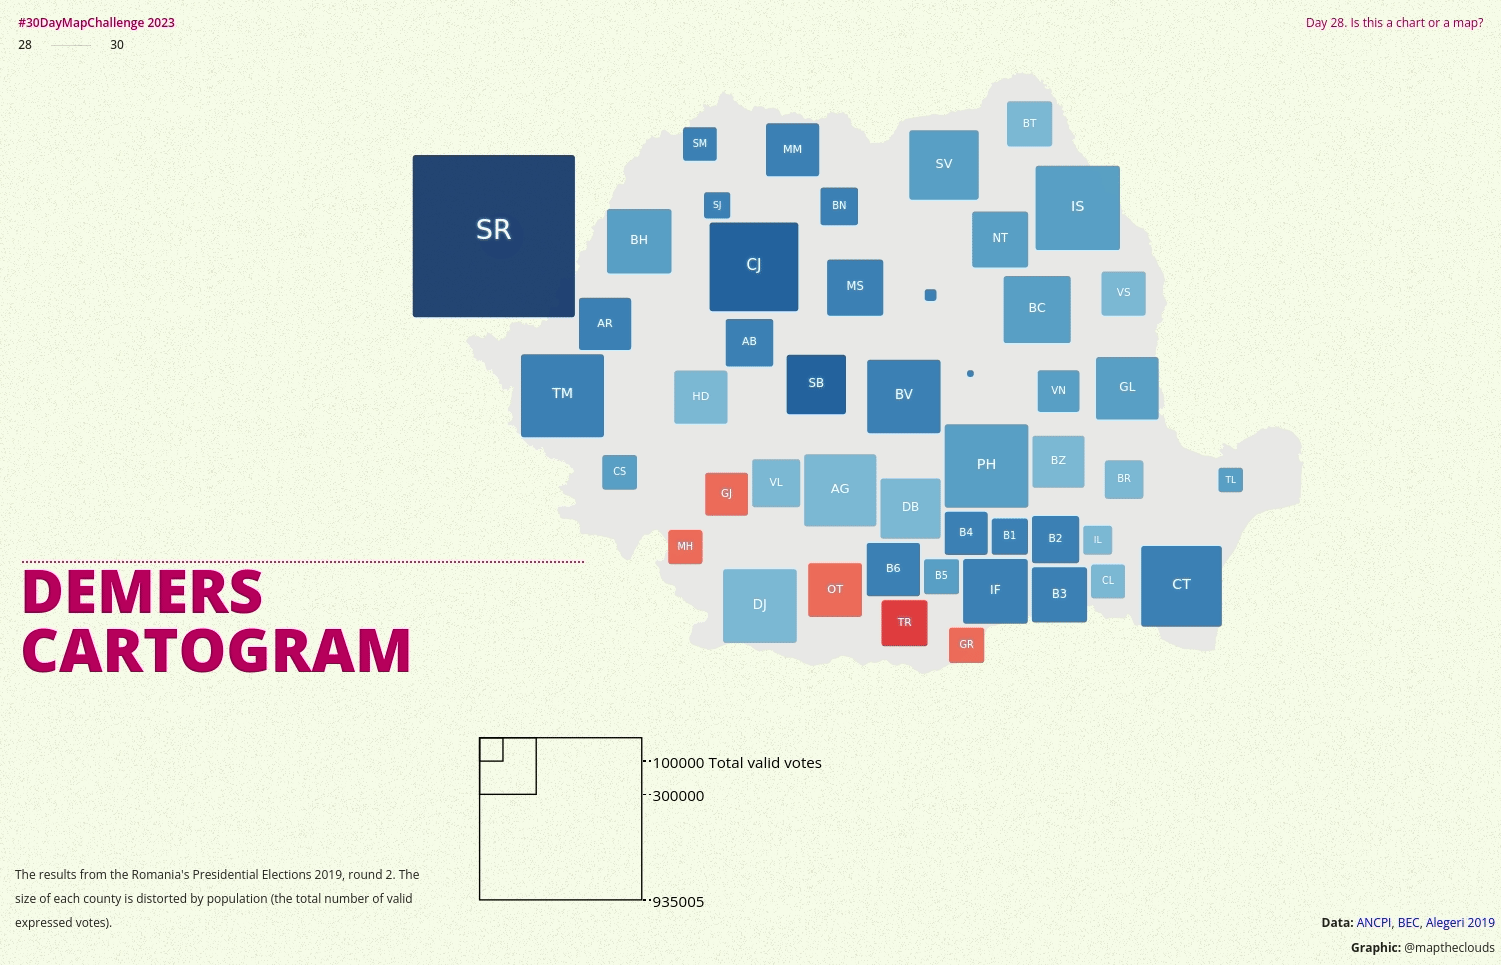 #30DayMapChallenge 2023
28 30
Day 28. Is this a chart or a map?
BT
SM
MM
SV
IS
SJ
BN
SR
BH
NT
CJ
MS
VS
BC
AR
AB
SB
TM
HD
BV
VN
GL
PH
BZ
CS
VL
AG
BR
TL
GJ
DB
B4
B1
B2
IL
MH
B6
B5
IF
B3
CL
CT
OT
DJ
TR
GR
DEMERS
CARTOGRAM
100000 Total valid votes
300000
935005
The results from the Romania's Presidential Elections 2019, round 2. The
size of each county is distorted by population (the total number of valid
expressed votes).
Data: ANCPI, BEC, Alegeri 2019
Graphic: @maptheclouds